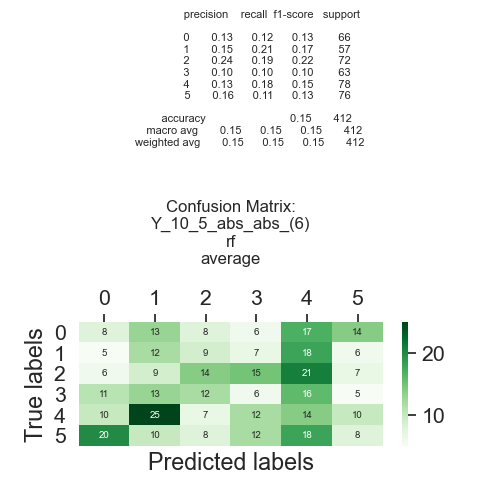 precision recall f1-score support
0 0.13 0.12 0.13 66
1 0.15 0.21 0.17 57
2 0.24 0.19 0.22 72
3 0.10 0.10 0.10 63
4 0.13 0.18 0.15 78
5 0.16 0.11 0.13 76
accuracy 0.15 412
macro avg 0.15 0.15 0.15 412
weighted avg 0.15 0.15 0.15 412
Confusion Matrix:
Y_10_5_abs_abs_(6)
rf
average
0 1 2 3 4 5
0 8 13 8 6 17 14
1 5 12 9 7 18 6
2 6 9 14 15 21 7
3 11 13 12 6 16 5
4 10 25 7 12 14 10
5 20 10 8 12 18 8
True labels
Predicted labels
20
10